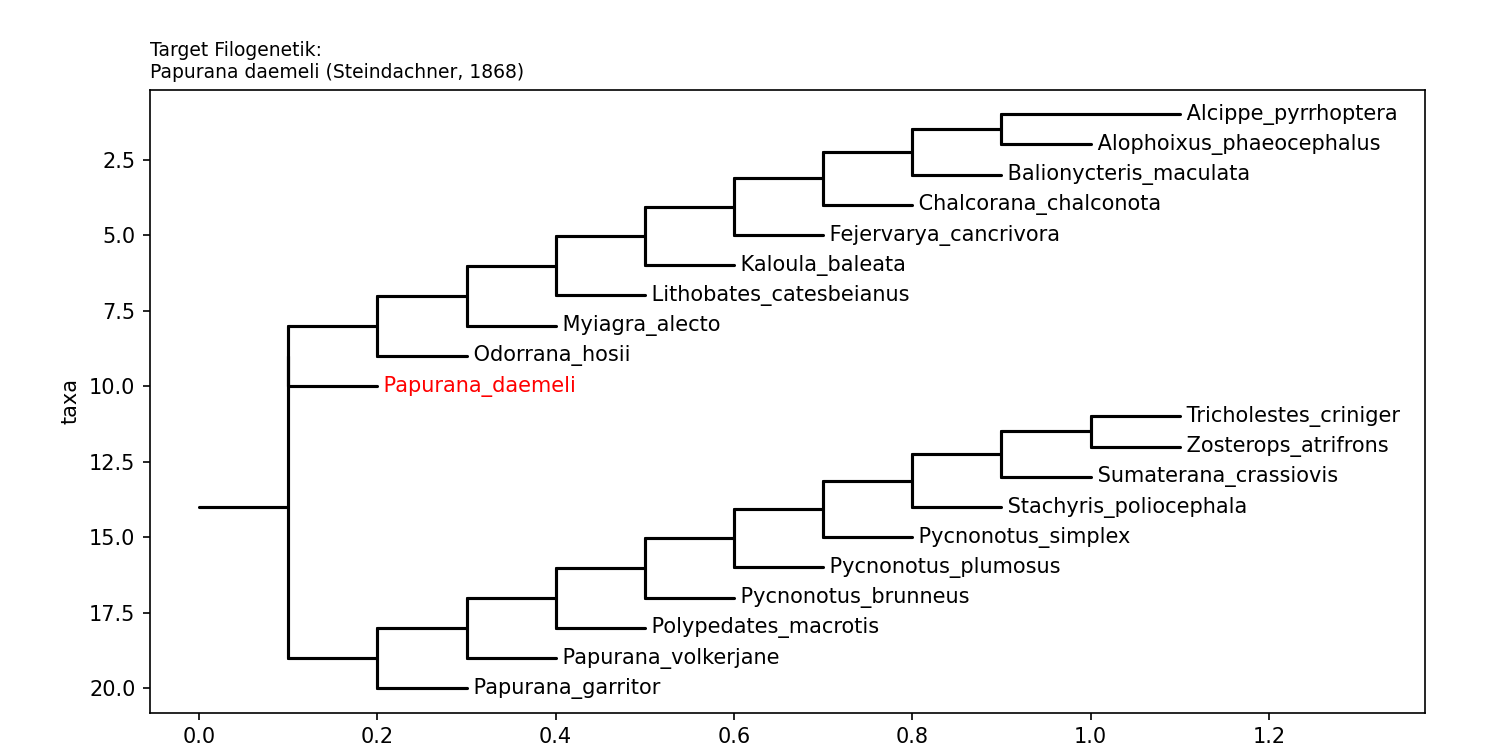 Target Filogenetik:
Papurana daemeli (Steindachner, 1868)
Alcippe_pyrrhoptera
Alophoixus_phaeocephalus
2.5
Balionycteris_maculata
Chalcorana_chalconota
5.0
Fejervarya_cancrivora
Kaloula_baleata
Lithobates_catesbeianus
7.5
Myiagra_alecto
Odorrana_hosii
taxa
10.0
Papurana_daemeli
Tricholestes_criniger
Zosterops_atrifrons
12.5
Sumaterana_crassiovis
Stachyris_poliocephala
15.0
Pycnonotus_simplex
Pycnonotus_plumosus
Pycnonotus_brunneus
17.5
Polypedates_macrotis
Papurana_volkerjane
20.0
Papurana_garritor
0.0 0.2 0.4 0.6 0.8 1.0 1.2